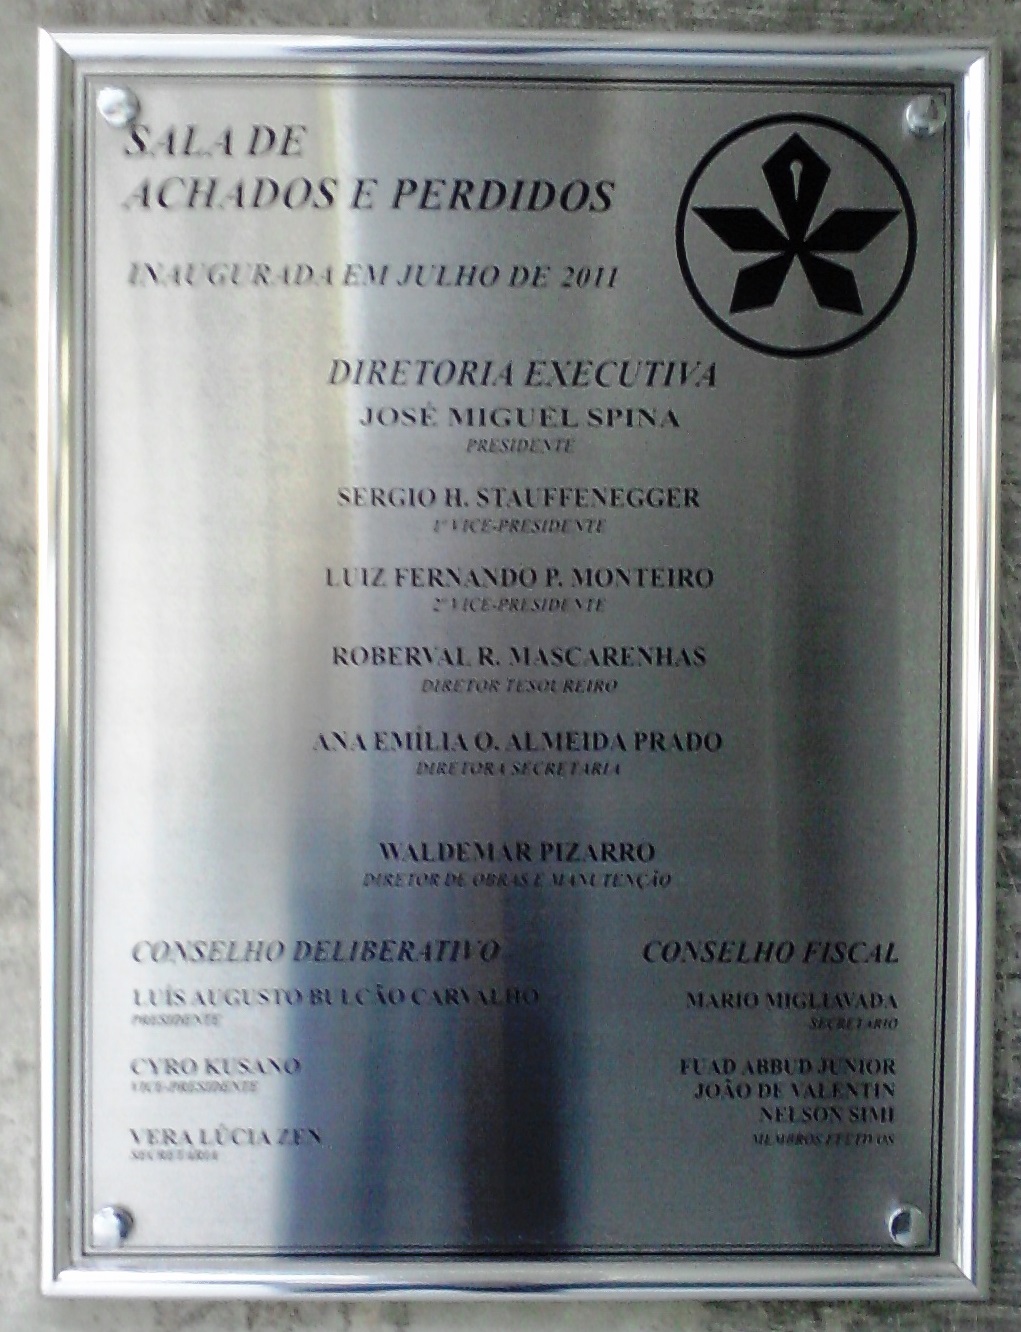 SALA DE
ACHADOS E PERDIDOS
INAUGURADA EM JULHO DE 2011
DIRETORIA EXECUTIVA
JOSÉ MIGUEL SPINA
PRESIDENTE
SERGIO H. STAUFFENEGGER
1º VICE-PRESIDENTE
LUIZ FERNANDO P. MONTEIRO
2º VICE-PRESIDENTE
ROBERVAL R. MASCARENHAS
DIRETOR TESOUREIRO
ANA EMÍLIA O. ALMEIDA PRADO
DIRETORA SECRETARIA
WALDEMAR PIZARRO
DIRETOR DE OBRAS E MANUTENÇÃO
CONSELHO DELIBERATIVO
LUÍS AUGUSTO BULCÃO CARVALHO
PRESIDENTE
CYRO KUSANO
VICE-PRESIDENTE
VERA LÚCIA ZEN
SECRETÁRIA
CONSELHO FISCAL
MARIO MIGLIAVADA
SECRETARIO
FUAD ABBUD JUNIOR
JOÃO DE VALENTIN
NELSON SIMI
MEMBROS EFETIVOS